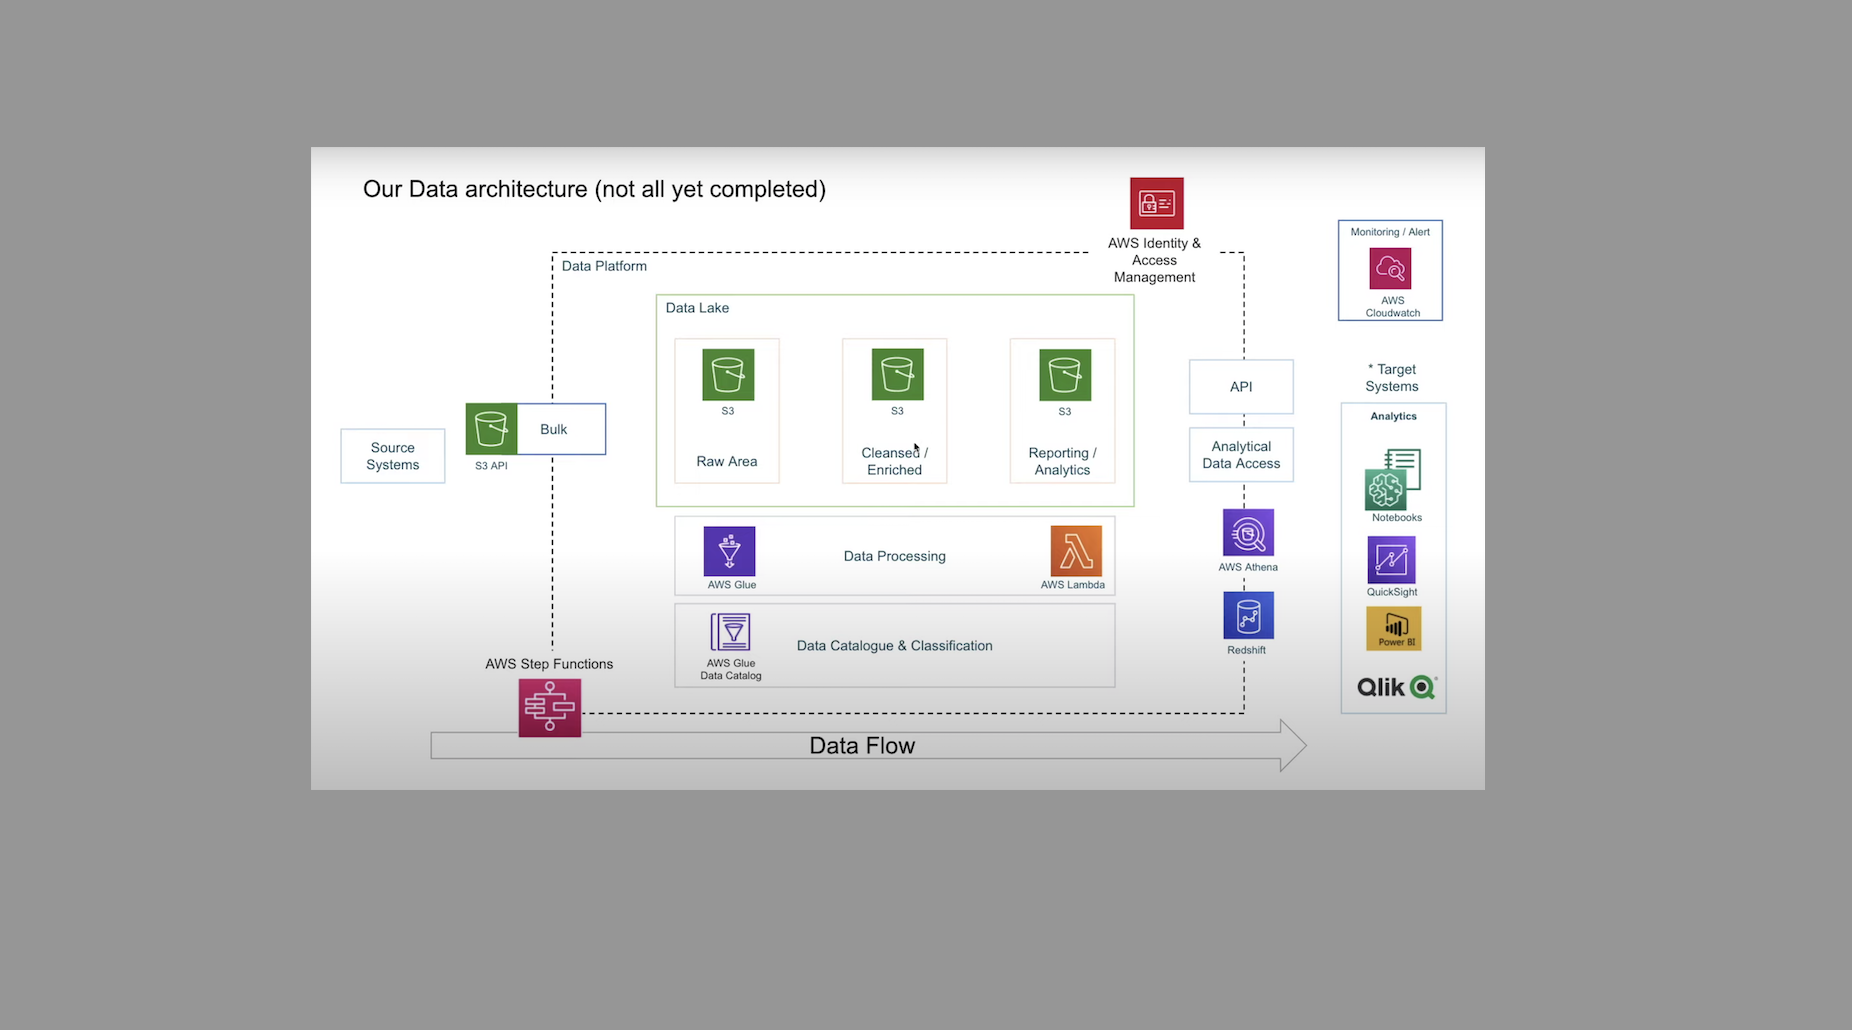 Our Data architecture (not all yet completed)
AWS Identity &
Access
Management
Monitoring / Alert
AWS
Cloudwatch
Data Platform
Data Lake
S3
Raw Area
S3
Cleansed /
Enriched
S3
Reporting /
Analytics
Source
Systems
S3 API
Bulk
API
Analytical
Data Access
AWS Athena
Redshift
* Target
Systems
Analytics
Notebooks
QuickSight
Power BI
Qlik
AWS Glue
Data Processing
AWS Lambda
AWS Glue
Data Catalog
Data Catalogue & Classification
AWS Step Functions
Data Flow